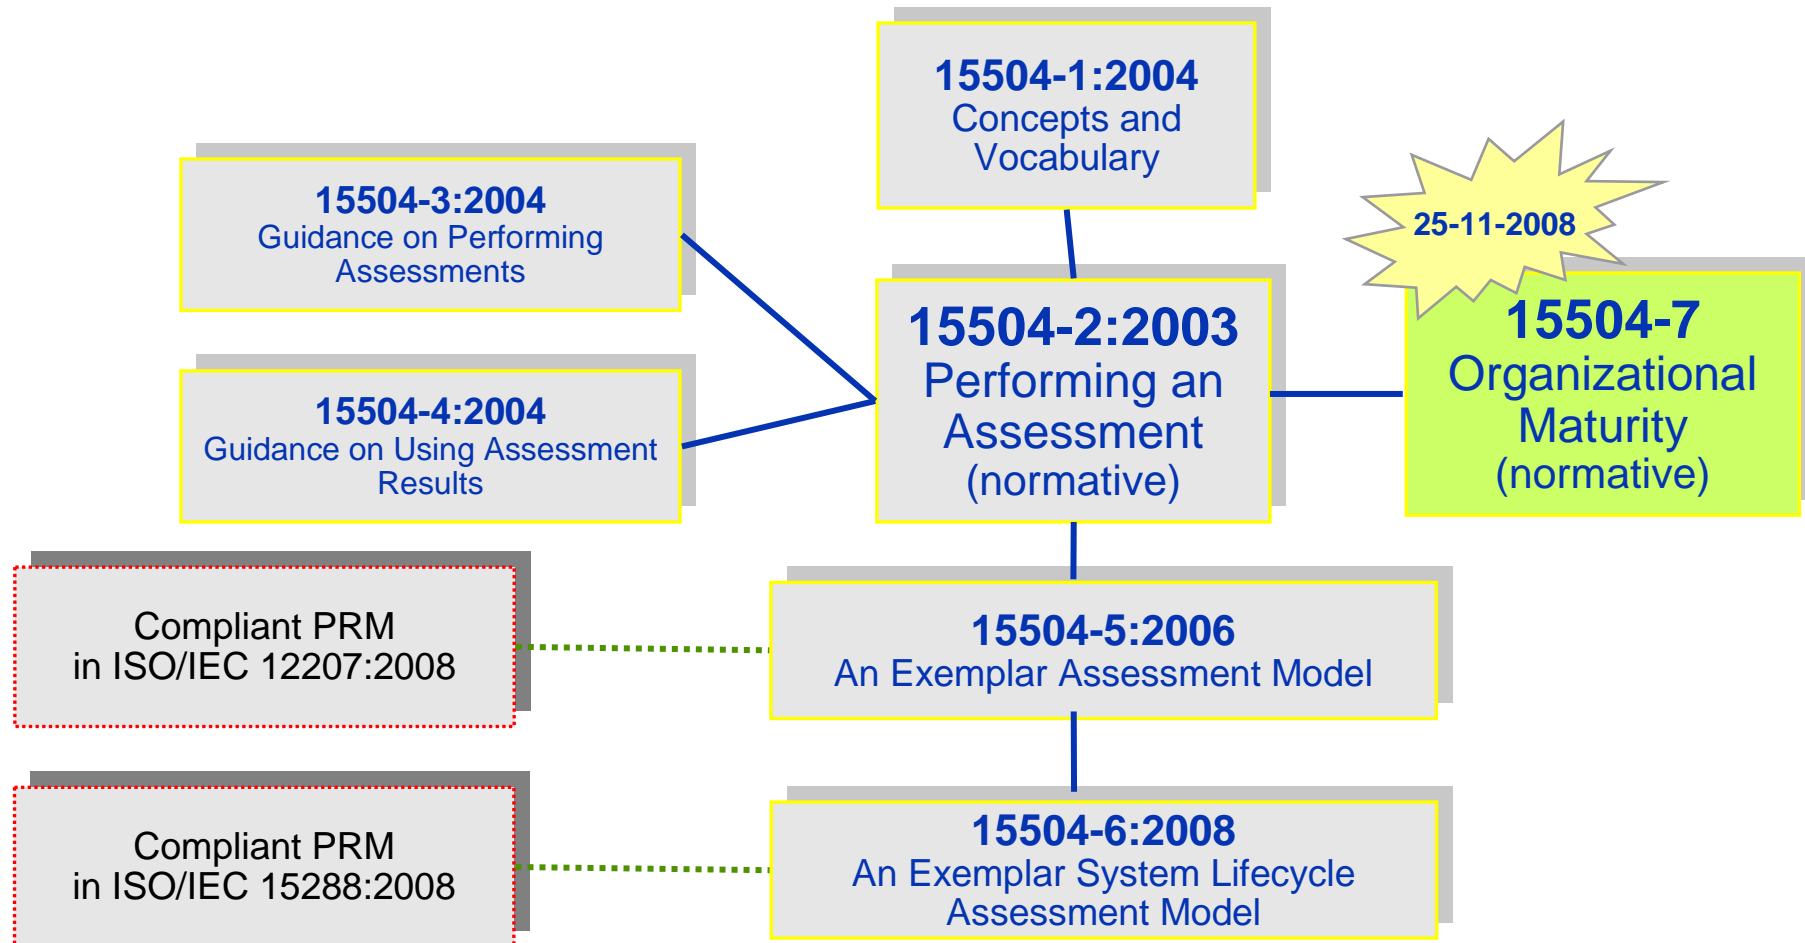 15504-1:2004
Concepts and
Vocabulary
15504-3:2004
Guidance on Performing
Assessments
25-11-2008
15504-2:2003
Performing an
Assessment
(normative)
15504-7
Organizational
Maturity
(normative)
15504-4:2004
Guidance on Using Assessment
Results
Compliant PRM
in ISO/IEC 12207:2008
15504-5:2006
An Exemplar Assessment Model
Compliant PRM
in ISO/IEC 15288:2008
15504-6:2008
An Exemplar System Lifecycle
Assessment Model